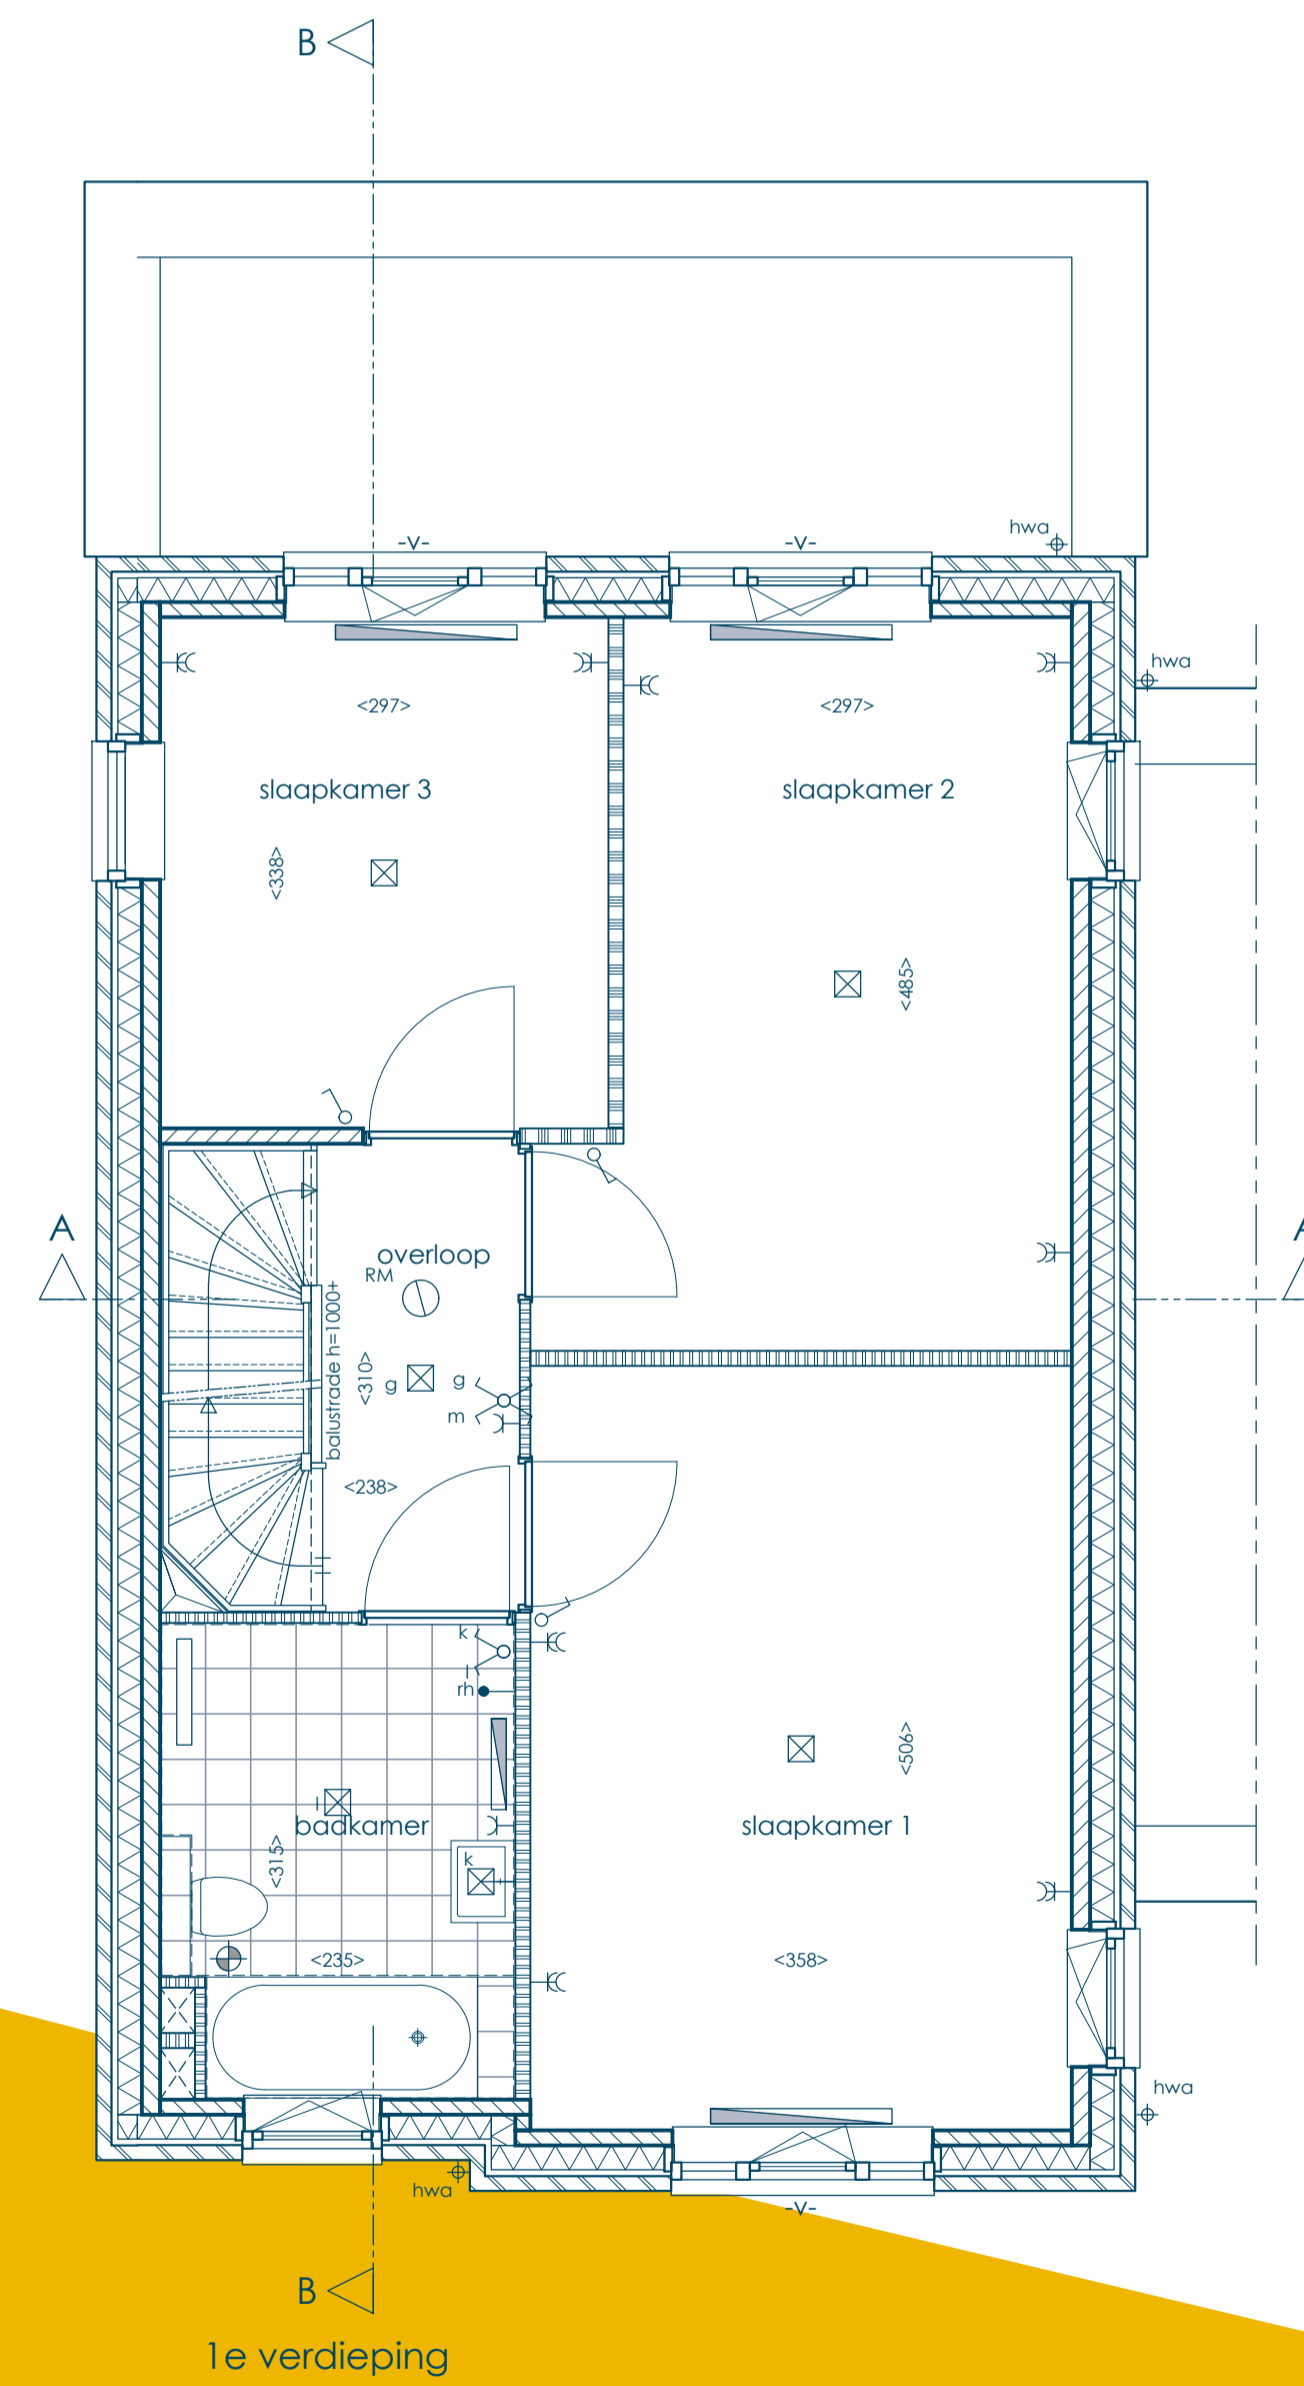 B
hwa
-v-
-v-
hwa
<297>
<297>
slaapkamer 3
slaapkamer 2
<338>
<485>
A
A
overloop
RM
balustrade h=1000+
<310>
g
g
m
<238>
k
l
rh
<506>
l
badkamer
slaapkamer 1
<315>
k
<235>
<358>
hwa
hwa
-v-
B
1e verdieping